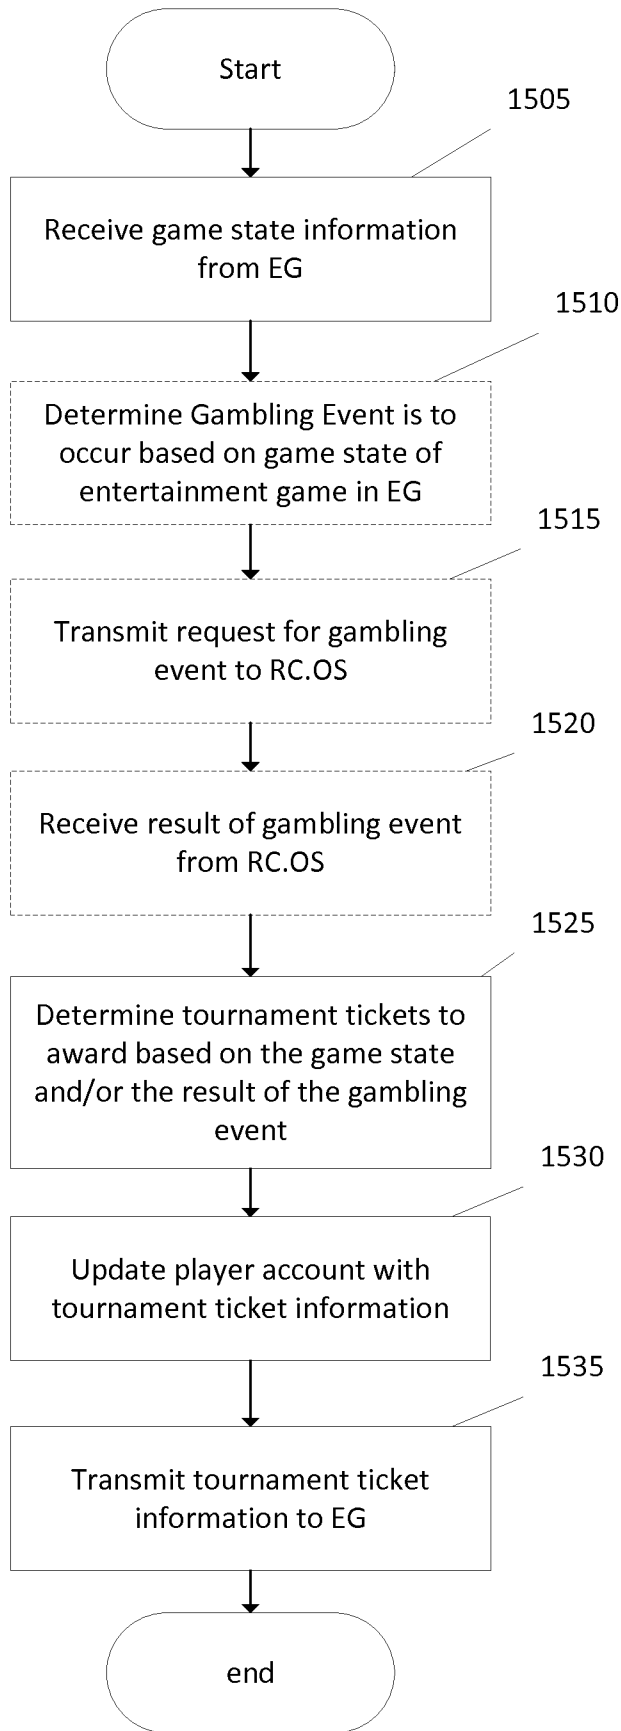 Start
1505
Receive game state information
from EG
1510
Determine Gambling Event is to
occur based on game state of
entertainment game in EG
1515
Transmit request for gambling
event to RC.OS
1520
Receive result of gambling event
from RC.OS
1525
Determine tournament tickets to
award based on the game state
and/or the result of the gambling
event
1530
Update player account with
tournament ticket information
1535
Transmit tournament ticket
information to EG
end